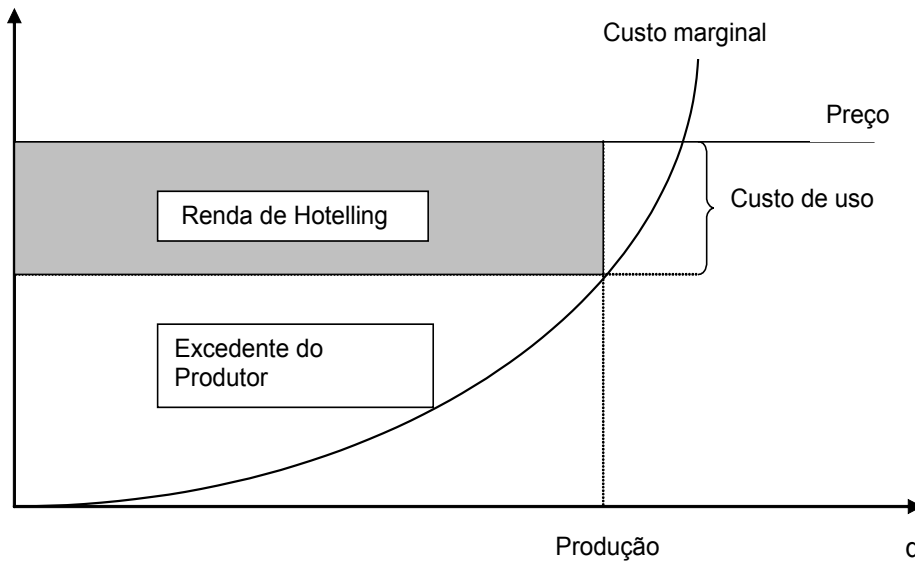 Custo marginal
Preço
Custo de uso
Renda de Hotelling
Excedente do
Produtor
Produção